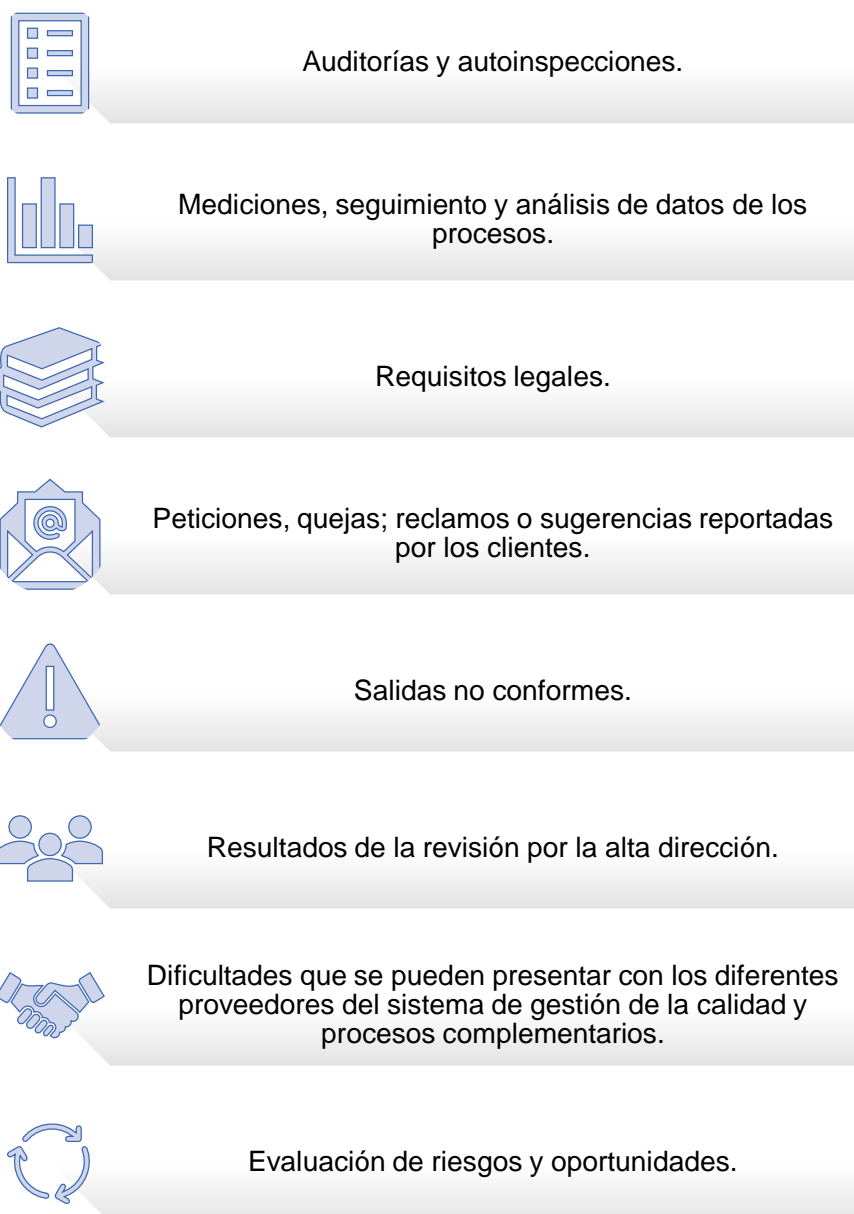 Auditorías y autoinspecciones.
Mediciones, seguimiento y análisis de datos de los
procesos.
Requisitos legales.
Peticiones, quejas; reclamos o sugerencias reportadas
por los clientes.
Salidas no conformes.
Resultados de la revisión por la alta dirección.
Dificultades que se pueden presentar con los diferentes
proveedores del sistema de gestión de la calidad y
procesos complementarios.
Evaluación de riesgos y oportunidades.